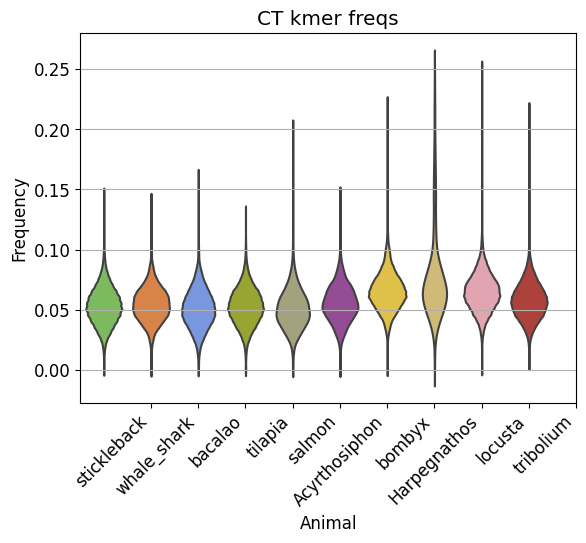 CT kmer freqs
Frequency
0.25
0.20
0.15
0.10
0.05
0.00
stickleback
whale_shark
bacalao
tilapia
salmon
Acyrthosiphon
bombyx
Harpegnathos
locusta
tribolium
Animal